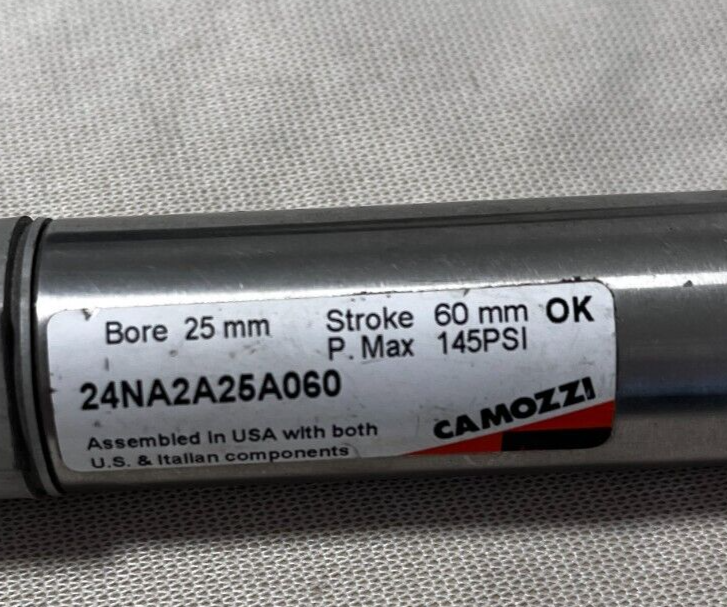 Bore 25 mm Stroke 60 mm OK
P. Max 145PSI
24NA2A25A060
Assembled in USA with both
U.S. & Italian components
CAMOZZI